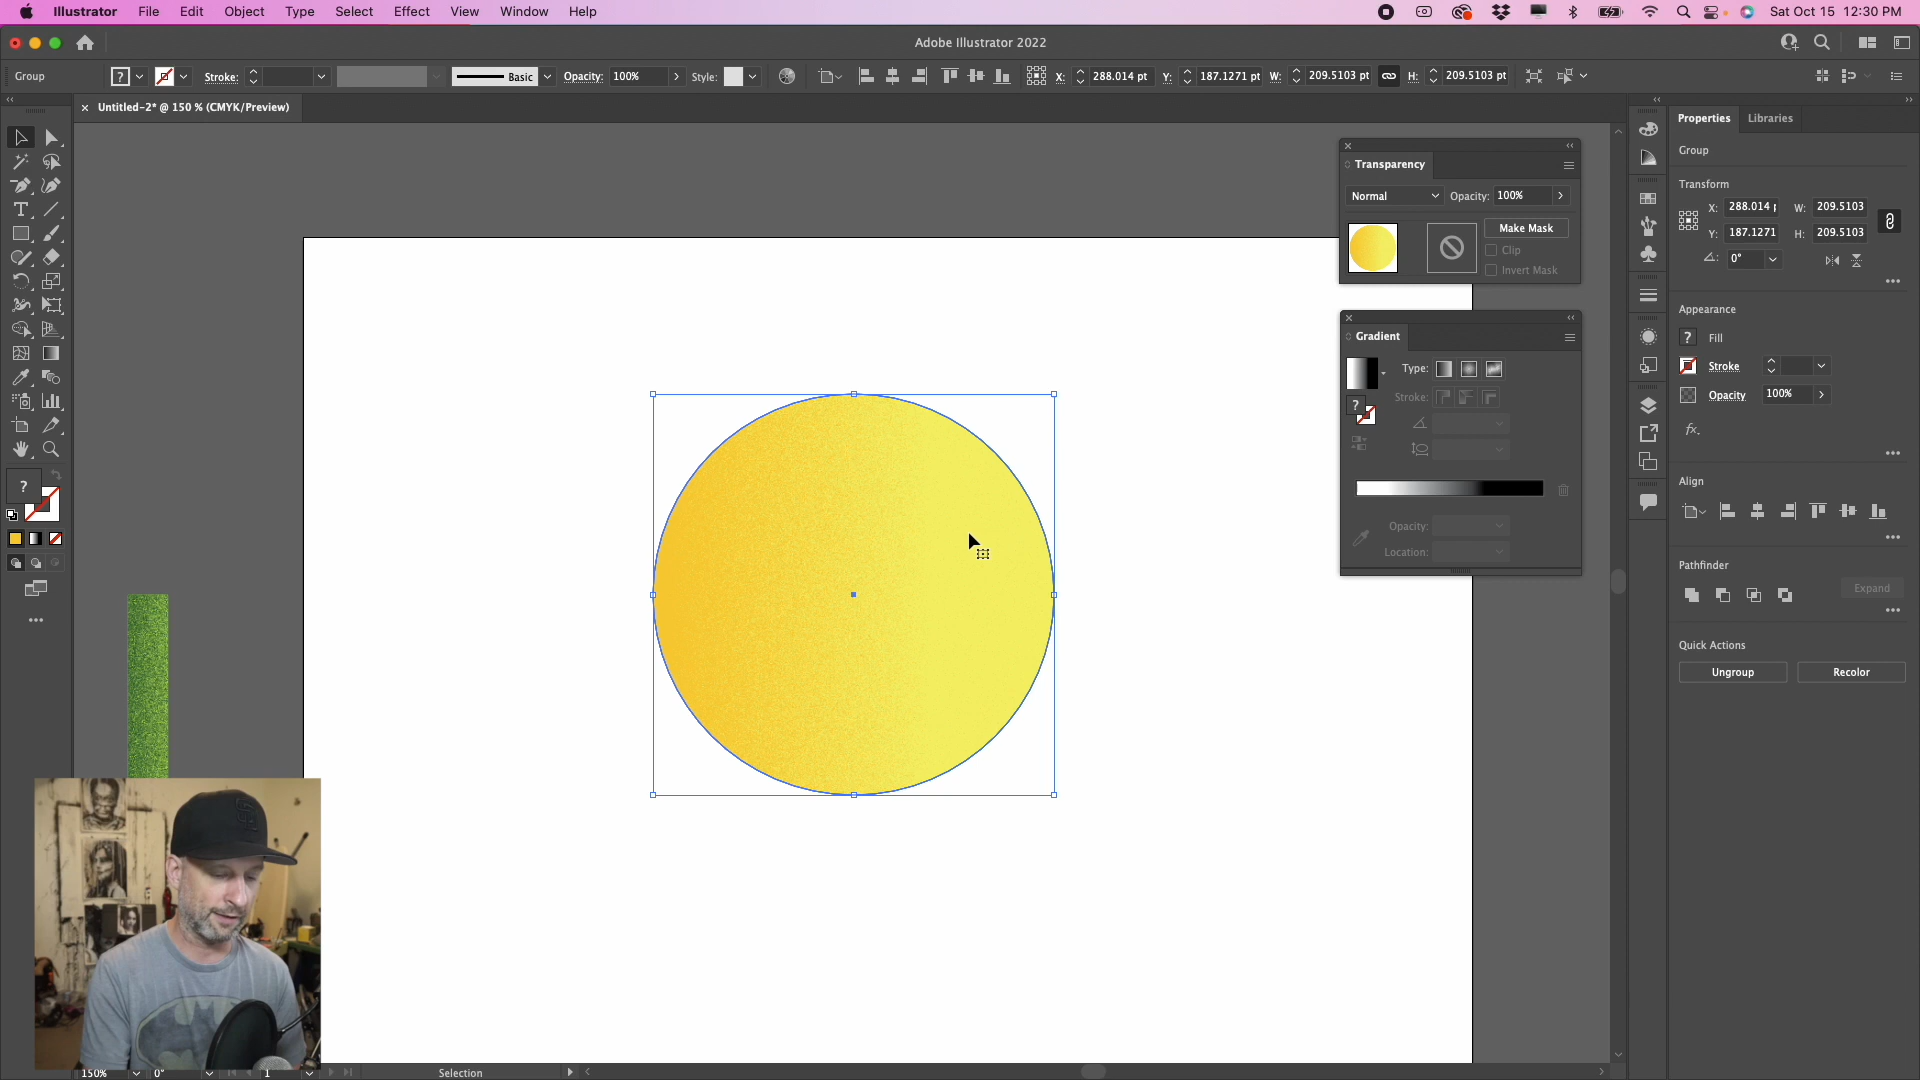 Illustrator File Edit Object Type Select Effect View Window Help Sat Oct 15 12:30 PM
Adobe Illustrator 2022
Group ? Stroke: Basic Opacity: 100% Style: X: 288.014 pt Y: 187.1271 pt W: 209.5103 pt H: 209.5103 pt
× Untitled-2* @ 150 % (CMYK/Preview)
Transparency
Normal Opacity: 100%
Make Mask
Clip
Invert Mask
Gradient
Type:
Stroke:
?
Opacity:
Location:
Properties Libraries
Group
Transform
X: 288.014 W: 209.5103
Y: 187.1271 H: 209.5103
0°
Appearance
? Fill
Stroke
Opacity 100%
fx.
Align
Pathfinder
Expand
Quick Actions
Ungroup Recolor
?
150% 0° 1 Selection